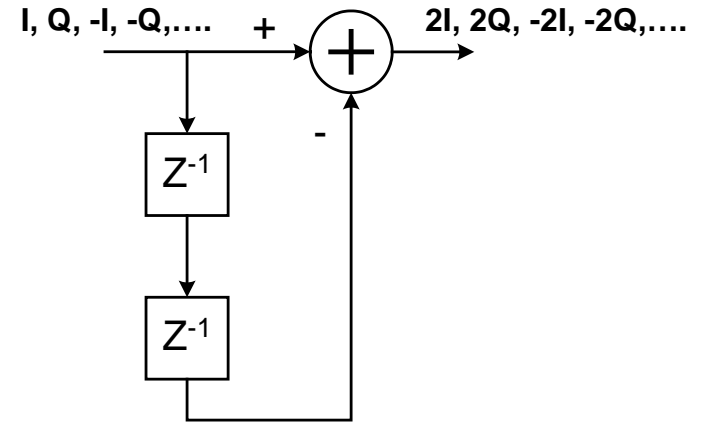 I, Q, -I, -Q,....
+
2I, 2Q, -2I, -2Q,....
+
-
Z-1
Z-1